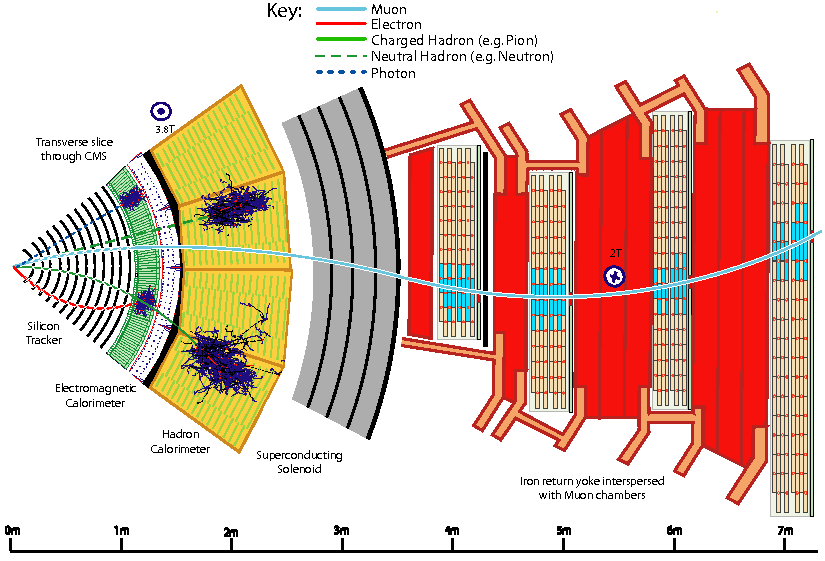 Key:
Muon
Electron
Charged Hadron (e.g. Pion)
Neutral Hadron (e.g. Neutron)
Photon
3.8T
Transverse slice
through CMS
2T
Silicon
Tracker
Electromagnetic
Calorimeter
Hadron
Calorimeter
Superconducting
Solenoid
Iron return yoke interspersed
with Muon chambers
0m 1m 2m 3m 4m 5m 6m 7m